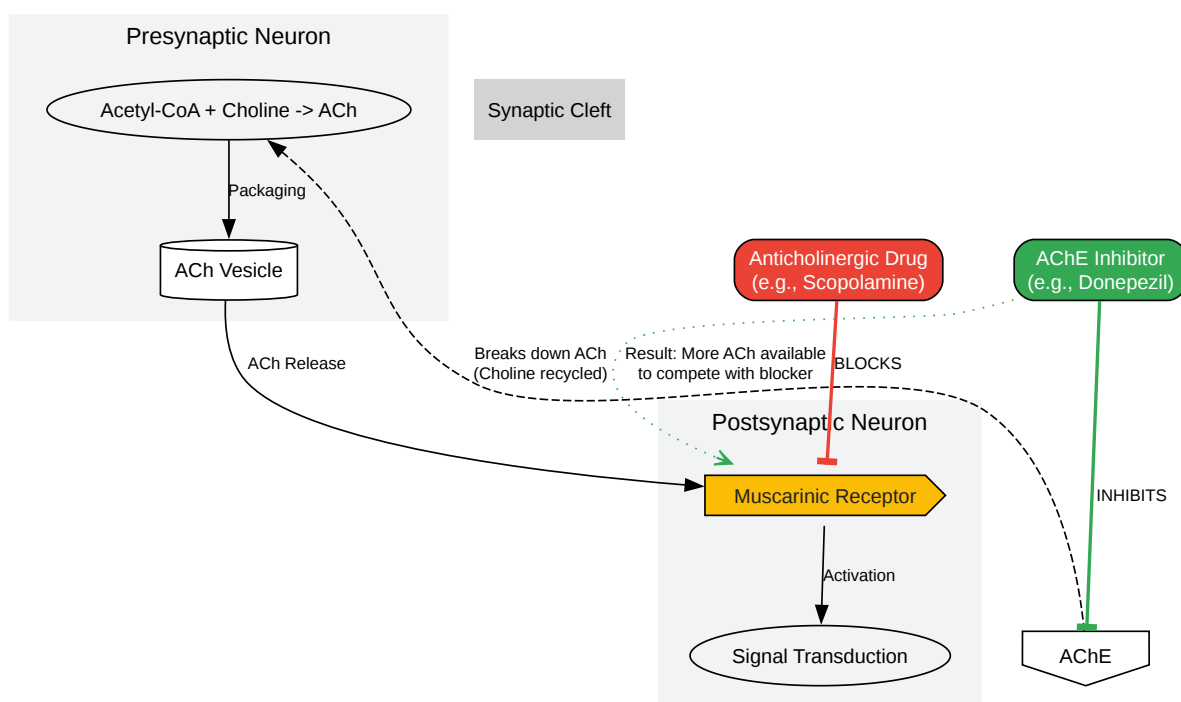 Presynaptic Neuron
Acetyl-CoA + Choline -> ACh
Synaptic Cleft
Packaging
ACh Vesicle
Anticholinergic Drug
(e.g., Scopolamine)
AChE Inhibitor
(e.g., Donepezil)
ACh Release
Breaks down ACh
(Choline recycled)
Result: More ACh available
to compete with blocker
BLOCKS
Postsynaptic Neuron
Muscarinic Receptor
INHIBITS
Activation
Signal Transduction
AChE